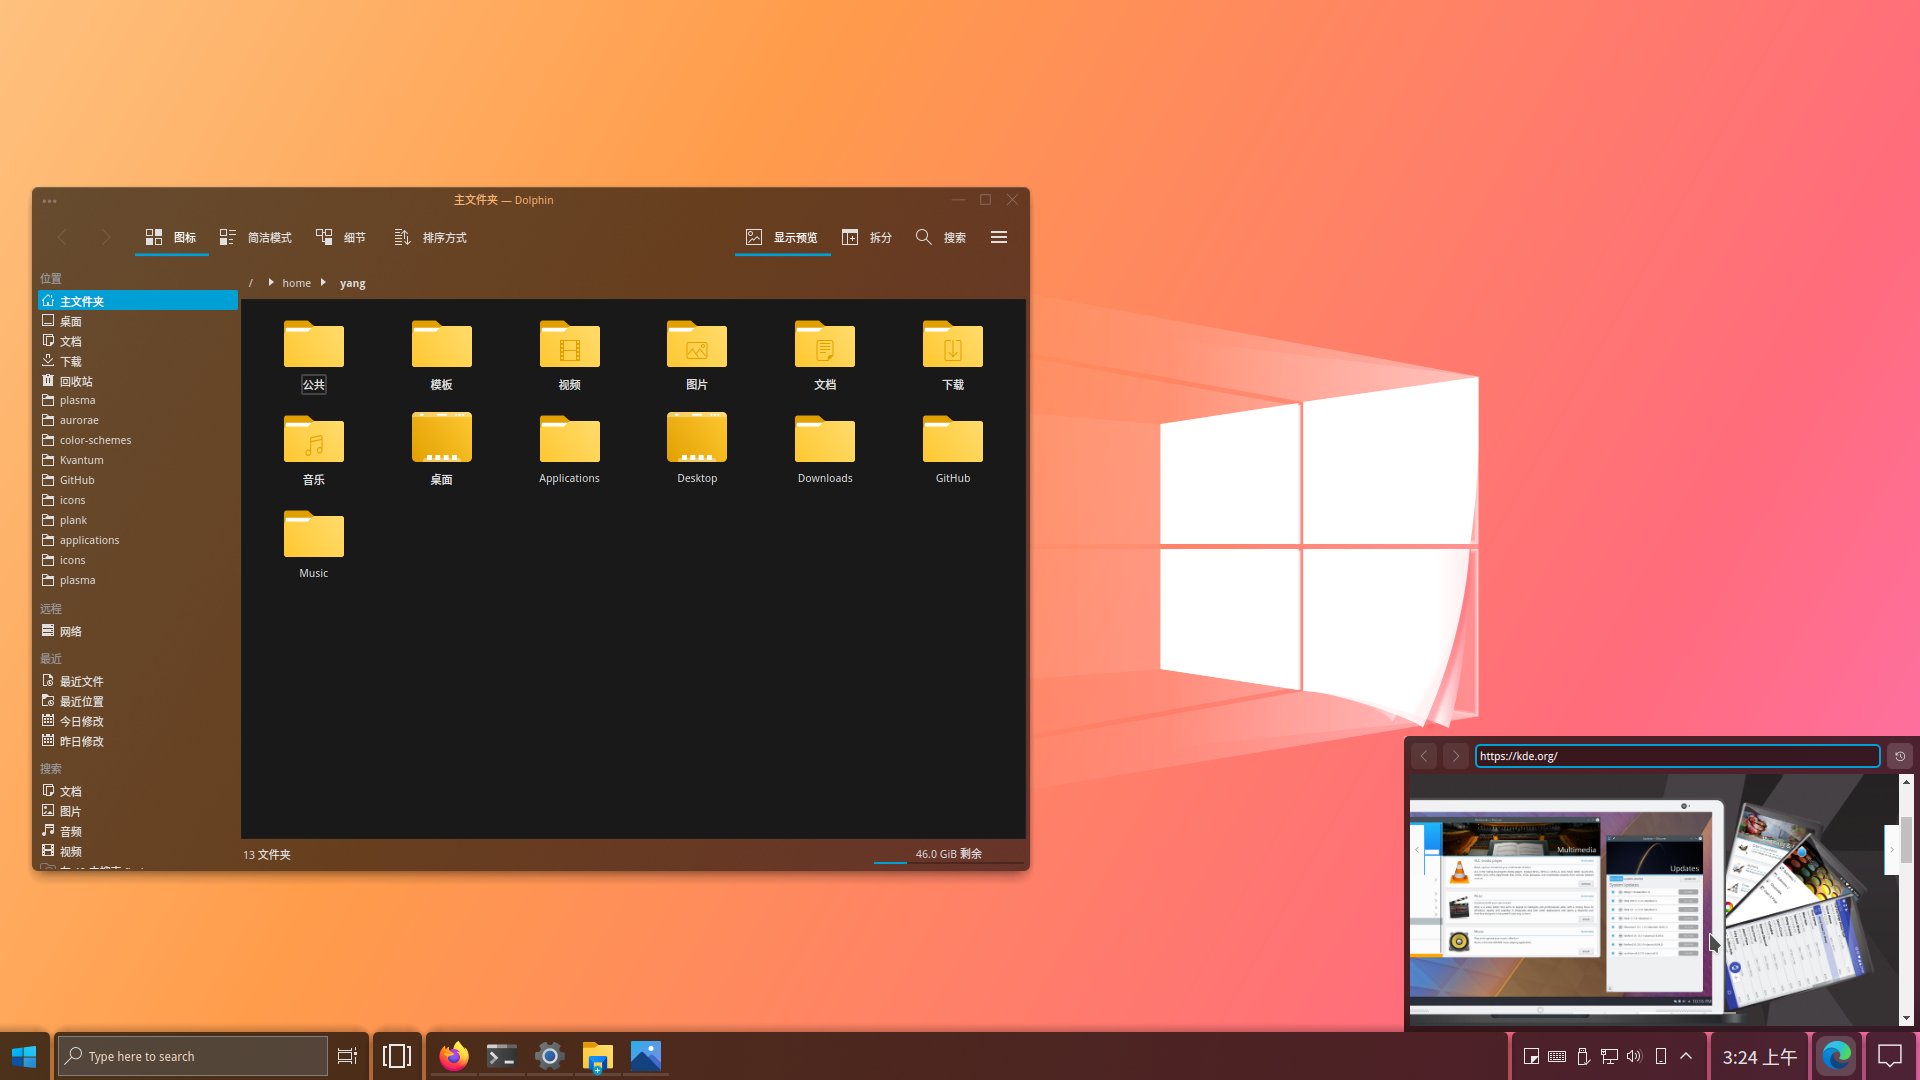 主文件夹 — Dolphin
图标 简洁模式 细节 排序方式 显示预览 拆分 搜索
位置
/ home yang
主文件夹
桌面
文档
下载
回收站
plasma
aurorae
color-schemes
Kvantum
GitHub
icons
plank
applications
icons
plasma
远程
网络
最近
最近文件
最近位置
今日修改
昨日修改
搜索
文档
图片
音频
视频
公共 模板 视频 图片 文档 下载
音乐 桌面 Applications Desktop Downloads GitHub
Music
13 文件夹 46.0 GiB 剩余
https://kde.org/
Multimedia
Updates
Type here to search
3:24 上午